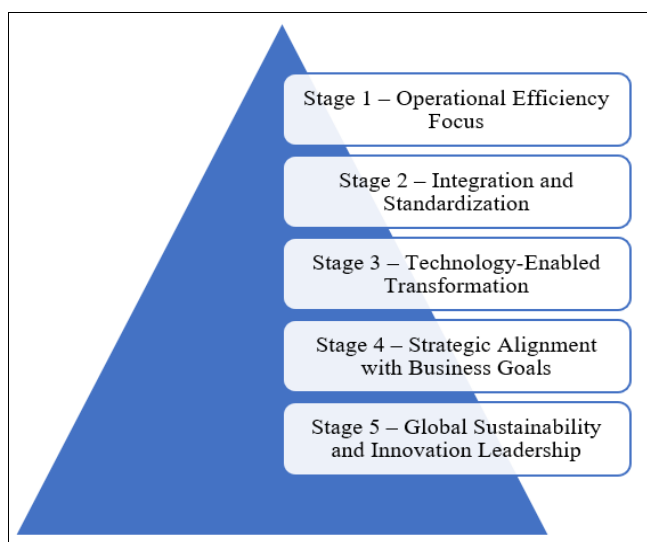 Stage 1 – Operational Efficiency
Focus
Stage 2 – Integration and
Standardization
Stage 3 – Technology-Enabled
Transformation
Stage 4 – Strategic Alignment
with Business Goals
Stage 5 – Global Sustainability
and Innovation Leadership